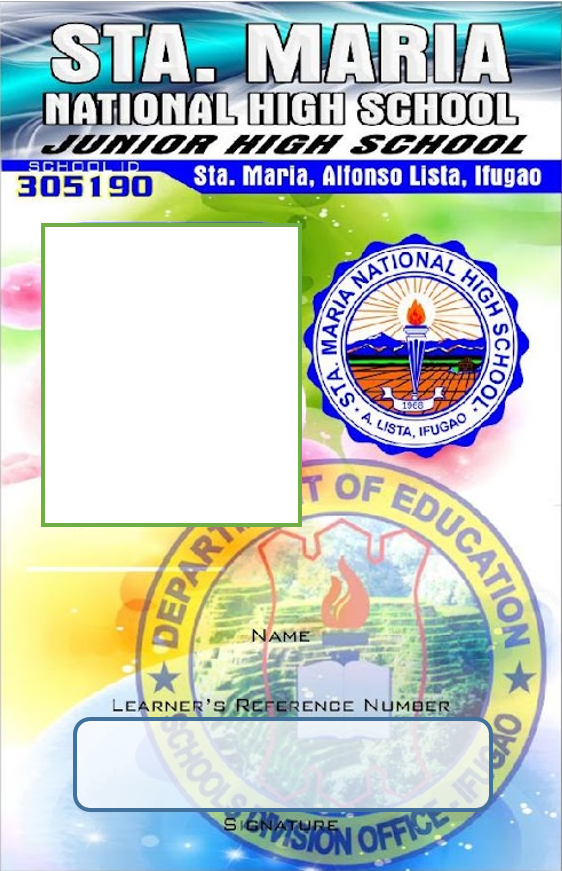 STA. MARIA
NATIONAL HIGH SCHOOL
JUNIOR HIGH SCHOOL
SCHOOL ID
305190
Sta. Maria, Alfonso Lista, Ifugao
STA. MARIA NATIONAL HIGH SCHOOL
1968
A. LISTA, IFUGAO
DEPARTMENT OF EDUCATION
NAME
LEARNER'S REFERENCE NUMBER
SIGNATURE
SCHOOLS DIVISION OFFICE, IFUGAO